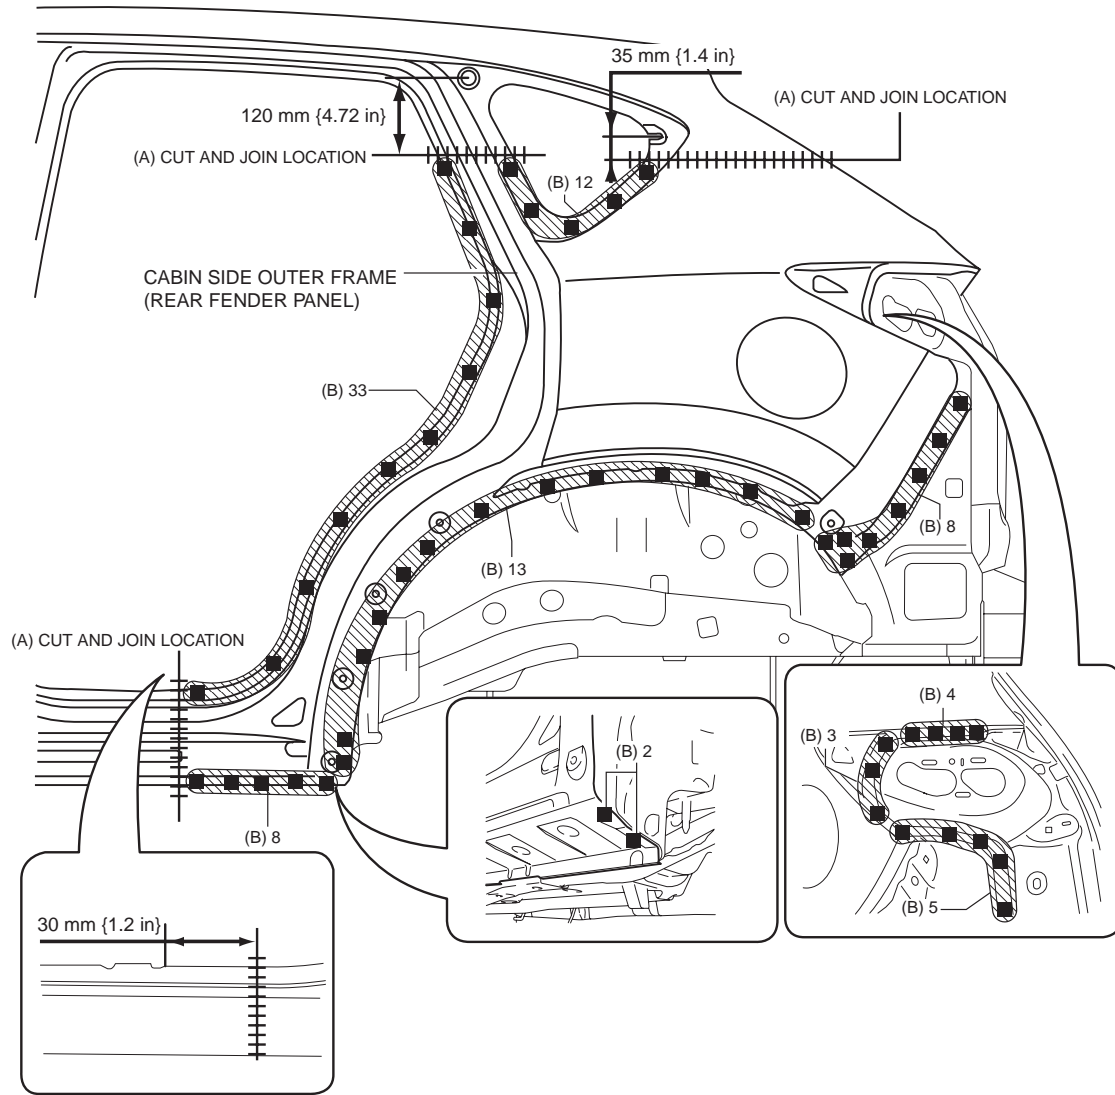 35 mm {1.4 in}
(A) CUT AND JOIN LOCATION
120 mm {4.72 in}
(A) CUT AND JOIN LOCATION
(B) 12
CABIN SIDE OUTER FRAME
(REAR FENDER PANEL)
(B) 33
(B) 8
(B) 13
(A) CUT AND JOIN LOCATION
(B) 4
(B) 3
(B) 2
(B) 8
(B) 5
30 mm {1.2 in}